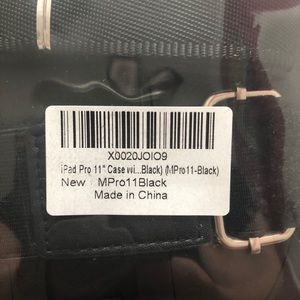 X0020JOIO9
iPad Pro 11" Case wi...Black) (MPro11-Black)
New MPro11Black
Made in China